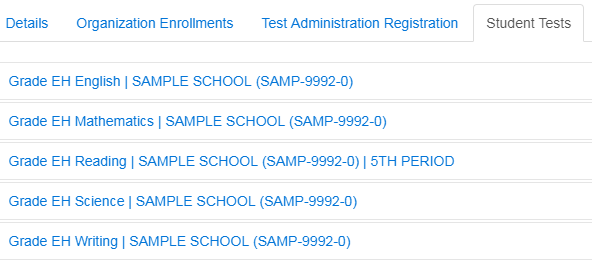 Details Organization Enrollments Test Administration Registration Student Tests
Grade EH English | SAMPLE SCHOOL (SAMP-9992-0)
Grade EH Mathematics | SAMPLE SCHOOL (SAMP-9992-0)
Grade EH Reading | SAMPLE SCHOOL (SAMP-9992-0) | 5TH PERIOD
Grade EH Science | SAMPLE SCHOOL (SAMP-9992-0)
Grade EH Writing | SAMPLE SCHOOL (SAMP-9992-0)